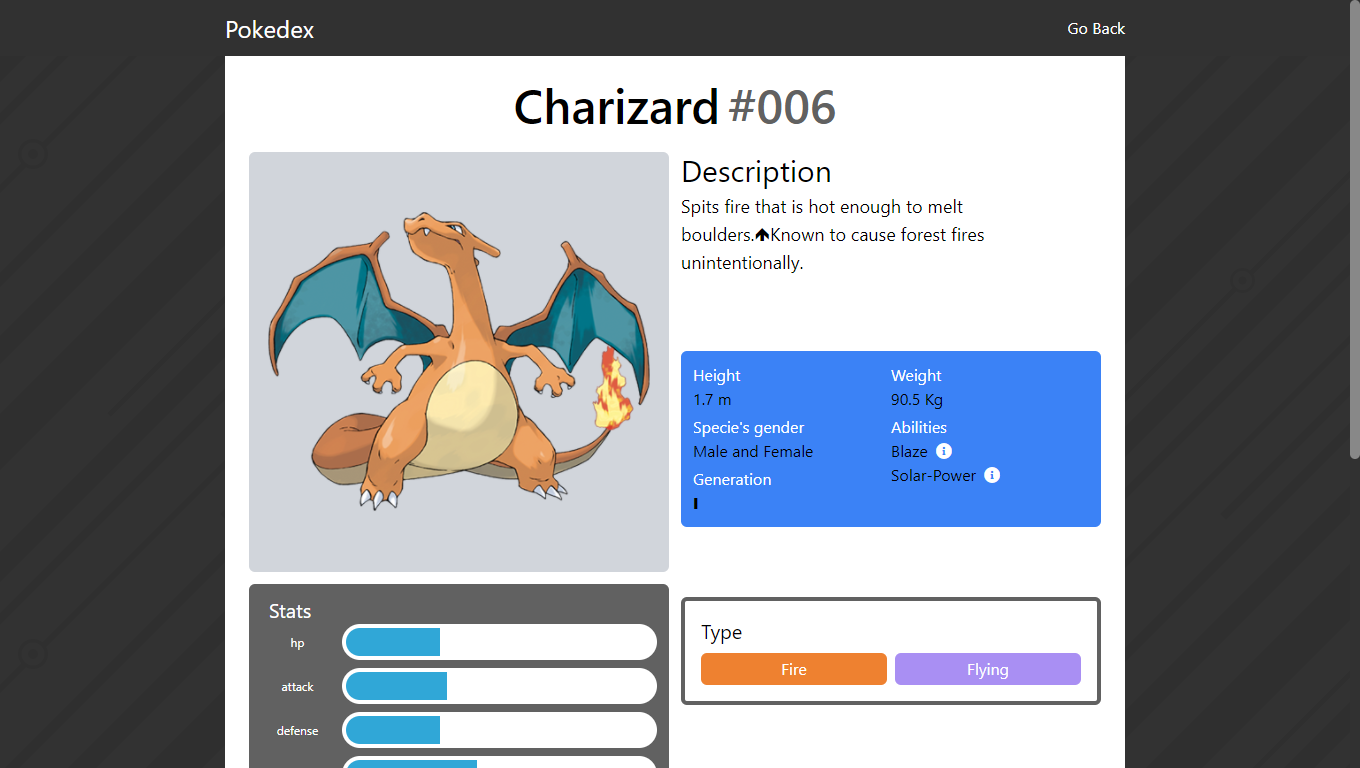 Pokedex
Go Back
Charizard #006
Description
Spits fire that is hot enough to melt
boulders.🡹Known to cause forest fires
unintentionally.
Height
1.7 m
Weight
90.5 Kg
Specie's gender
Male and Female
Abilities
Blaze
Solar-Power
Generation
I
Stats
hp
attack
defense
Type
Fire
Flying